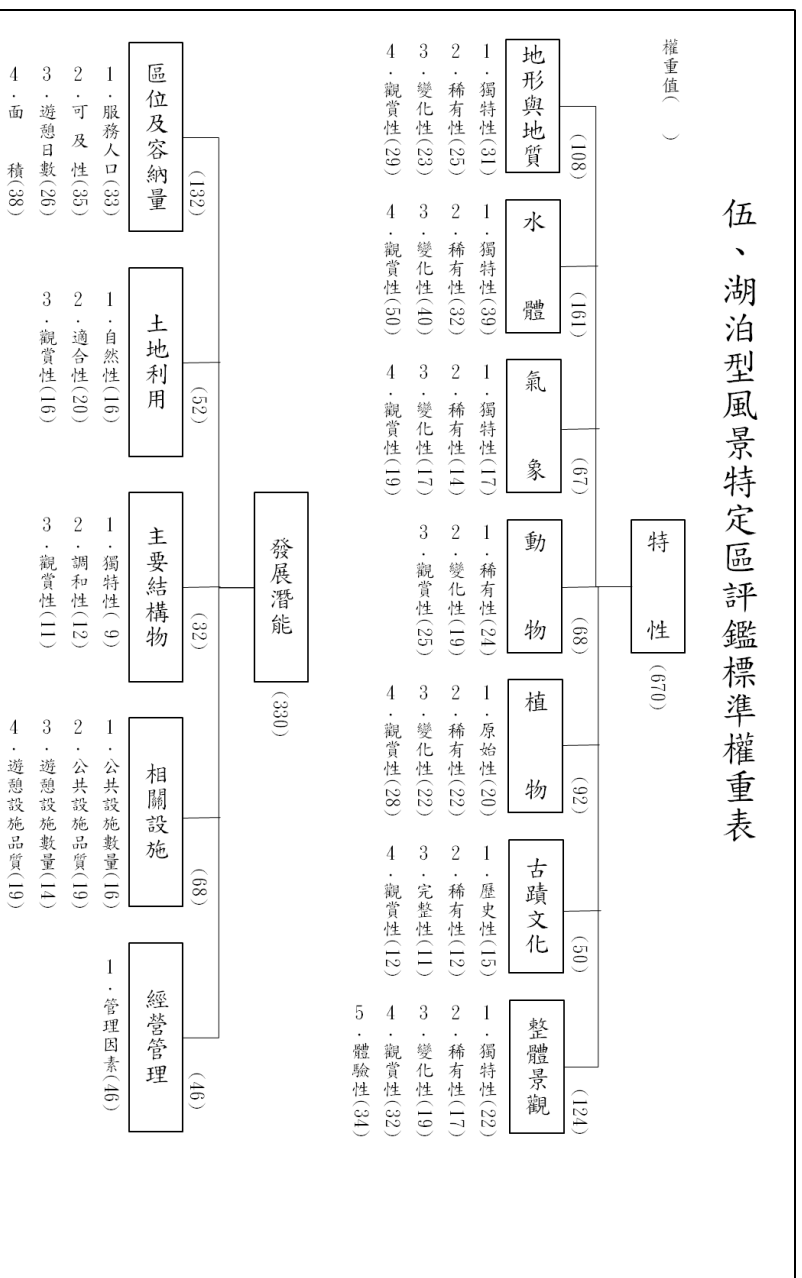 伍、湖泊型風景特定區評鑑標準權重表
權重值(　)
特性
(670)
地形與地質
(108)
1．獨特性(31)
2．稀有性(25)
3．變化性(23)
4．觀賞性(29)
水體
(161)
1．獨特性(39)
2．稀有性(32)
3．變化性(40)
4．觀賞性(50)
氣象
(67)
1．獨特性(17)
2．稀有性(14)
3．變化性(17)
4．觀賞性(19)
動物
(68)
1．稀有性(24)
2．變化性(19)
3．觀賞性(25)
植物
(92)
1．原始性(20)
2．稀有性(22)
3．變化性(22)
4．觀賞性(28)
古蹟文化
(50)
1．歷史性(15)
2．稀有性(12)
3．完整性(11)
4．觀賞性(12)
整體景觀
(124)
1．獨特性(22)
2．稀有性(17)
3．變化性(19)
4．觀賞性(32)
5．體驗性(34)
發展潛能
(330)
區位及容納量
(132)
1．服務人口(33)
2．可及性(35)
3．遊憩日數(26)
4．面積(38)
土地利用
(52)
1．自然性(16)
2．適合性(20)
3．觀賞性(16)
主要結構物
(32)
1．獨特性(9)
2．調和性(12)
3．觀賞性(11)
相關設施
(68)
1．公共設施數量(16)
2．公共設施品質(19)
3．遊憩設施數量(14)
4．遊憩設施品質(19)
經營管理
(46)
1．管理因素(46)